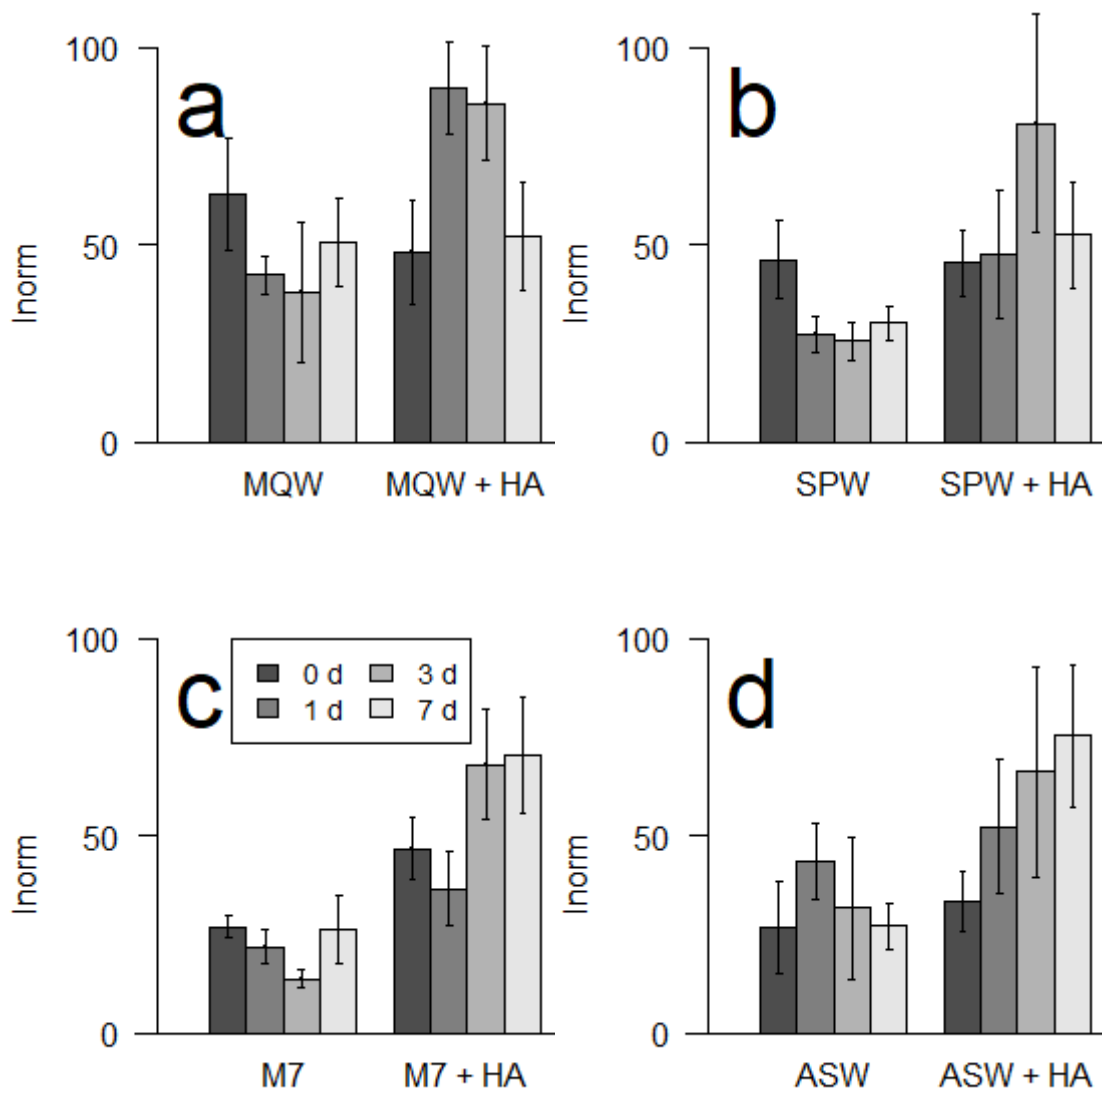 100
a
50
0
Inorm
MQW
MQW + HA
100
b
50
0
Inorm
SPW
SPW + HA
100
c
0 d
3 d
1 d
7 d
50
0
Inorm
M7
M7 + HA
100
d
50
0
Inorm
ASW
ASW + HA